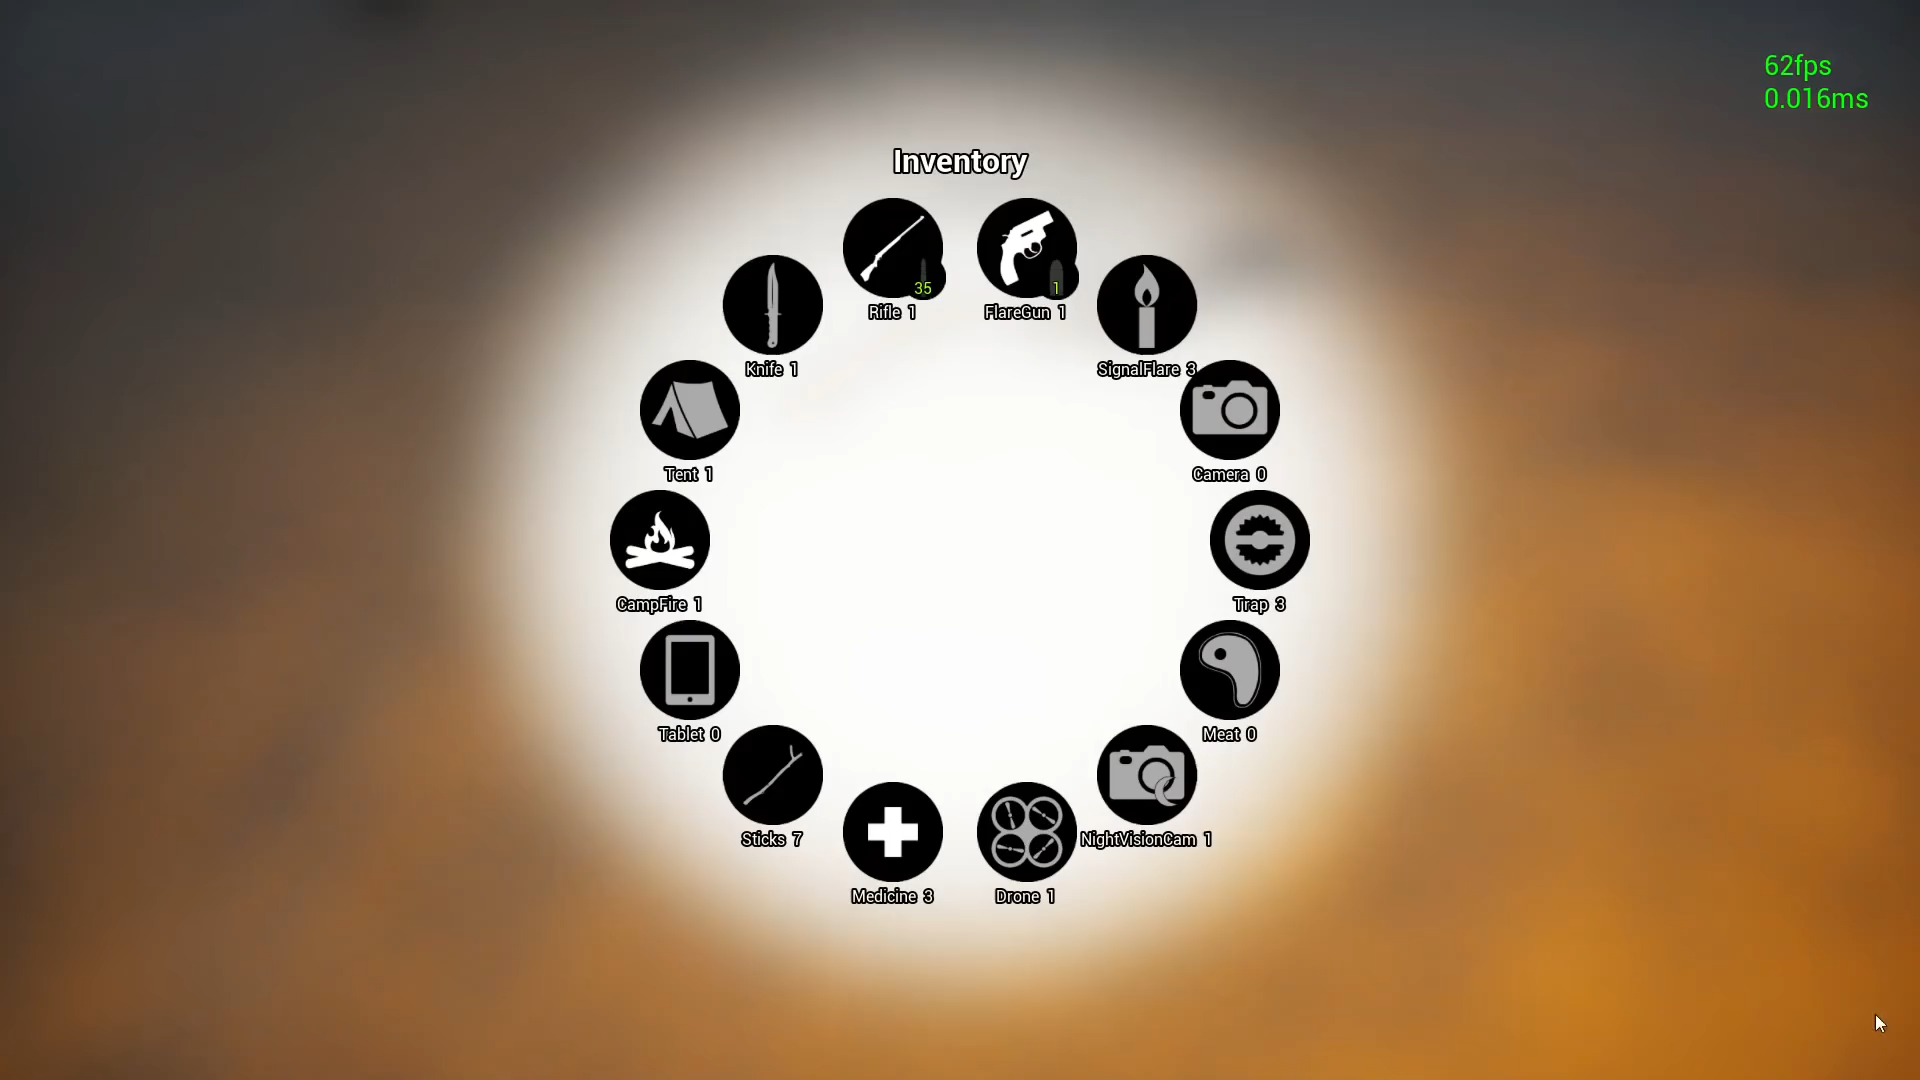 62fps
0.016ms
Inventory
35
Rifle 1
1
FlareGun 1
Knife 1
SignalFlare 3
Tent 1
Camera 0
CampFire 1
Trap 3
Tablet 0
Meat 0
Sticks 7
NightVisionCam 1
Medicine 3
Drone 1